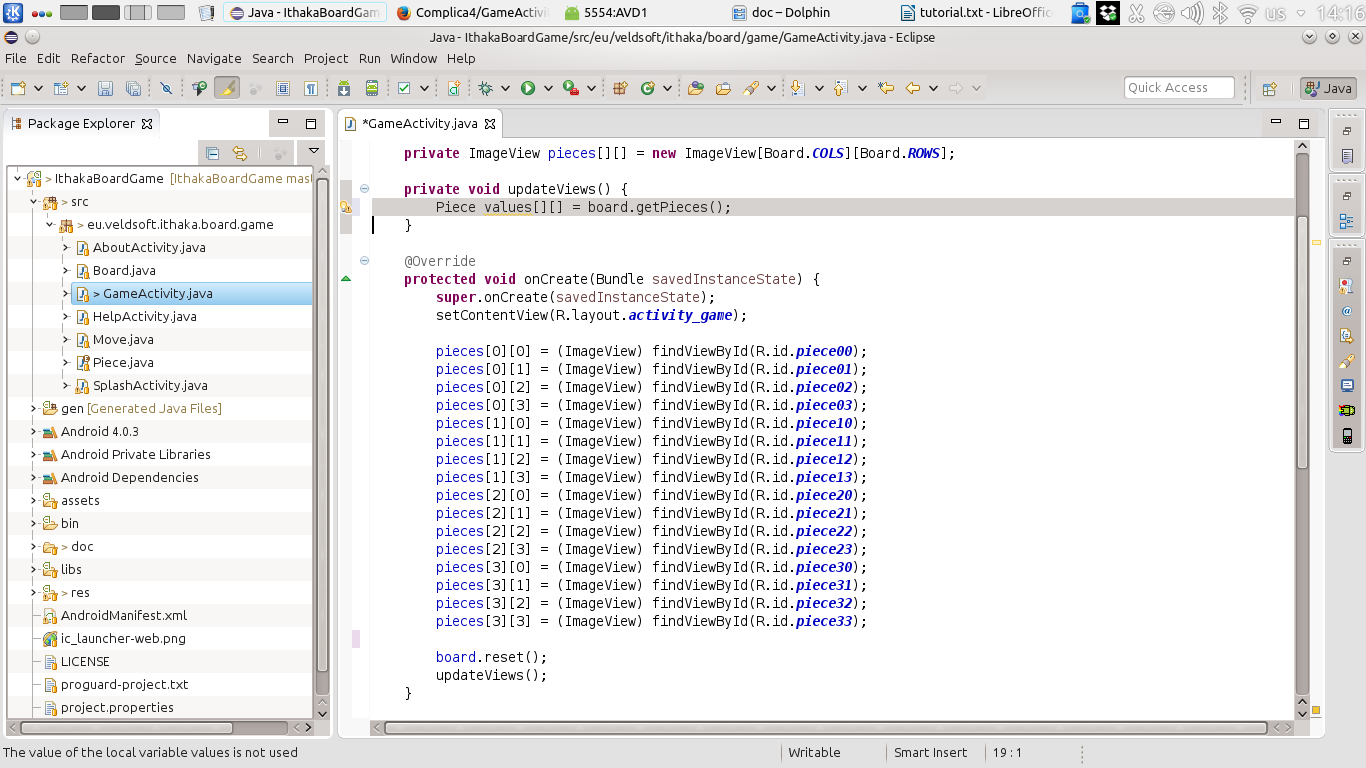 Java - IthakaBoardGam
Complica4/GameActivi
5554:AVD1
doc – Dolphin
tutorial.txt - LibreOffic
us
14:16
Java - IthakaBoardGame/src/eu/veldsoft/ithaka/board/game/GameActivity.java - Eclipse
File Edit Refactor Source Navigate Search Project Run Window Help
Quick Access
Java
Package Explorer
*GameActivity.java
> IthakaBoardGame [IthakaBoardGame mast
> src
> eu.veldsoft.ithaka.board.game
AboutActivity.java
Board.java
> GameActivity.java
HelpActivity.java
Move.java
Piece.java
SplashActivity.java
gen [Generated Java Files]
Android 4.0.3
Android Private Libraries
Android Dependencies
assets
bin
> doc
libs
> res
AndroidManifest.xml
ic_launcher-web.png
LICENSE
proguard-project.txt
project.properties
private ImageView pieces[][] = new ImageView[Board.COLS][Board.ROWS];
private void updateViews() {
Piece values[][] = board.getPieces();
}
@Override
protected void onCreate(Bundle savedInstanceState) {
super.onCreate(savedInstanceState);
setContentView(R.layout.activity_game);
pieces[0][0] = (ImageView) findViewById(R.id.piece00);
pieces[0][1] = (ImageView) findViewById(R.id.piece01);
pieces[0][2] = (ImageView) findViewById(R.id.piece02);
pieces[0][3] = (ImageView) findViewById(R.id.piece03);
pieces[1][0] = (ImageView) findViewById(R.id.piece10);
pieces[1][1] = (ImageView) findViewById(R.id.piece11);
pieces[1][2] = (ImageView) findViewById(R.id.piece12);
pieces[1][3] = (ImageView) findViewById(R.id.piece13);
pieces[2][0] = (ImageView) findViewById(R.id.piece20);
pieces[2][1] = (ImageView) findViewById(R.id.piece21);
pieces[2][2] = (ImageView) findViewById(R.id.piece22);
pieces[2][3] = (ImageView) findViewById(R.id.piece23);
pieces[3][0] = (ImageView) findViewById(R.id.piece30);
pieces[3][1] = (ImageView) findViewById(R.id.piece31);
pieces[3][2] = (ImageView) findViewById(R.id.piece32);
pieces[3][3] = (ImageView) findViewById(R.id.piece33);
board.reset();
updateViews();
}
The value of the local variable values is not used
Writable
Smart Insert
19 : 1